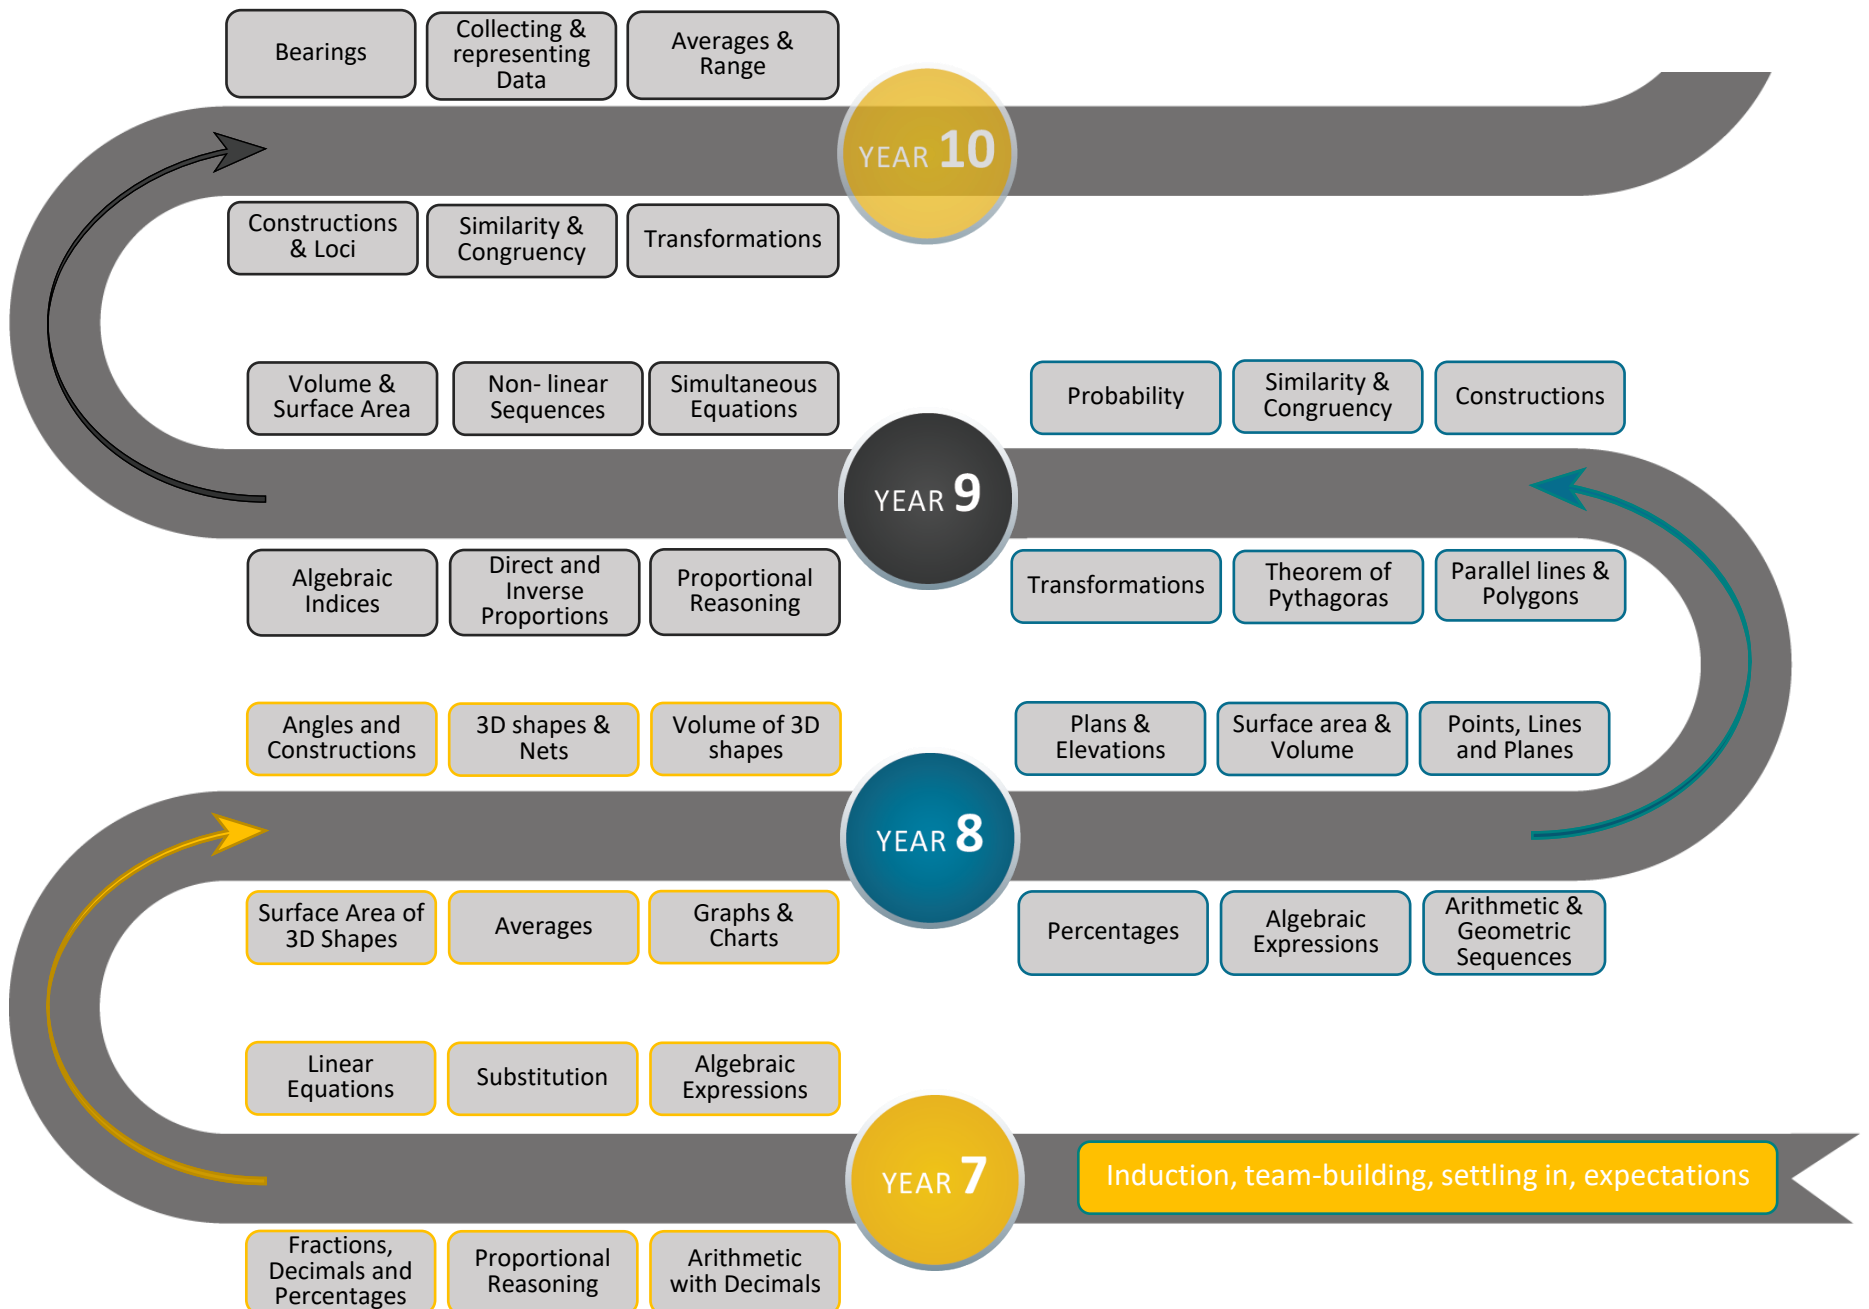 Bearings
Collecting &
representing
Data
Averages &
Range
YEAR 10
Constructions
& Loci
Similarity &
Congruency
Transformations
Volume &
Surface Area
Non- linear
Sequences
Simultaneous
Equations
Probability
Similarity &
Congruency
Constructions
YEAR 9
Algebraic
Indices
Direct and
Inverse
Proportions
Proportional
Reasoning
Transformations
Theorem of
Pythagoras
Parallel lines &
Polygons
Angles and
Constructions
3D shapes &
Nets
Volume of 3D
shapes
Plans &
Elevations
Surface area &
Volume
Points, Lines
and Planes
YEAR 8
Surface Area of
3D Shapes
Averages
Graphs &
Charts
Percentages
Algebraic
Expressions
Arithmetic &
Geometric
Sequences
Linear
Equations
Substitution
Algebraic
Expressions
YEAR 7
Induction, team-building, settling in, expectations
Fractions,
Decimals and
Percentages
Proportional
Reasoning
Arithmetic
with Decimals